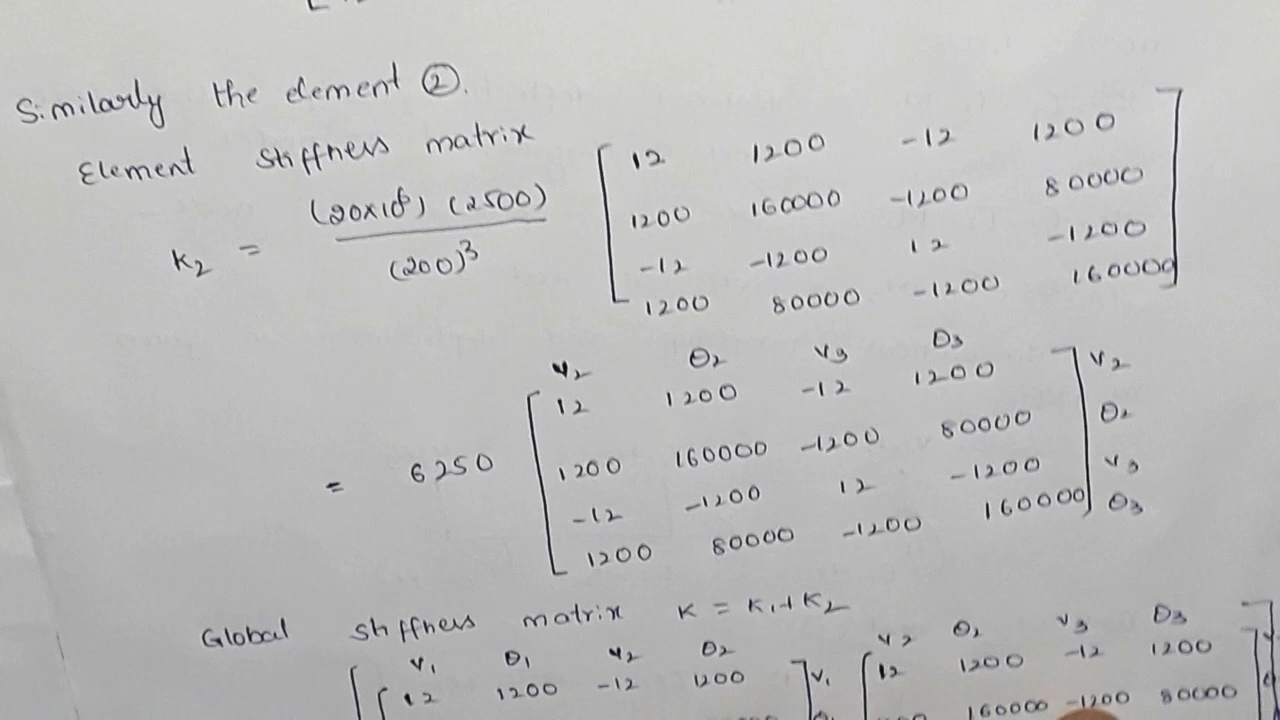 Similarly the element ②.
Element stiffness matrix
K₂ = (20×10⁶) (2500) / (200)³
12 1200 -12 1200
1200 160000 -1200 80000
-12 -1200 12 -1200
1200 80000 -1200 160000
v₂ θ₂ v₃ θ₃
12 1200 -12 1200 v₂
= 6250
1200 160000 -1200 80000 θ₂
-12 -1200 12 -1200 v₃
1200 80000 -1200 160000 θ₃
Global stiffness matrix K = K₁+K₂
v₁ θ₁ v₂ θ₂ v₂ θ₂ v₃ θ₃
12 1200 -12 1200 v₁ 12 1200 -12 1200
160000 -1200 80000